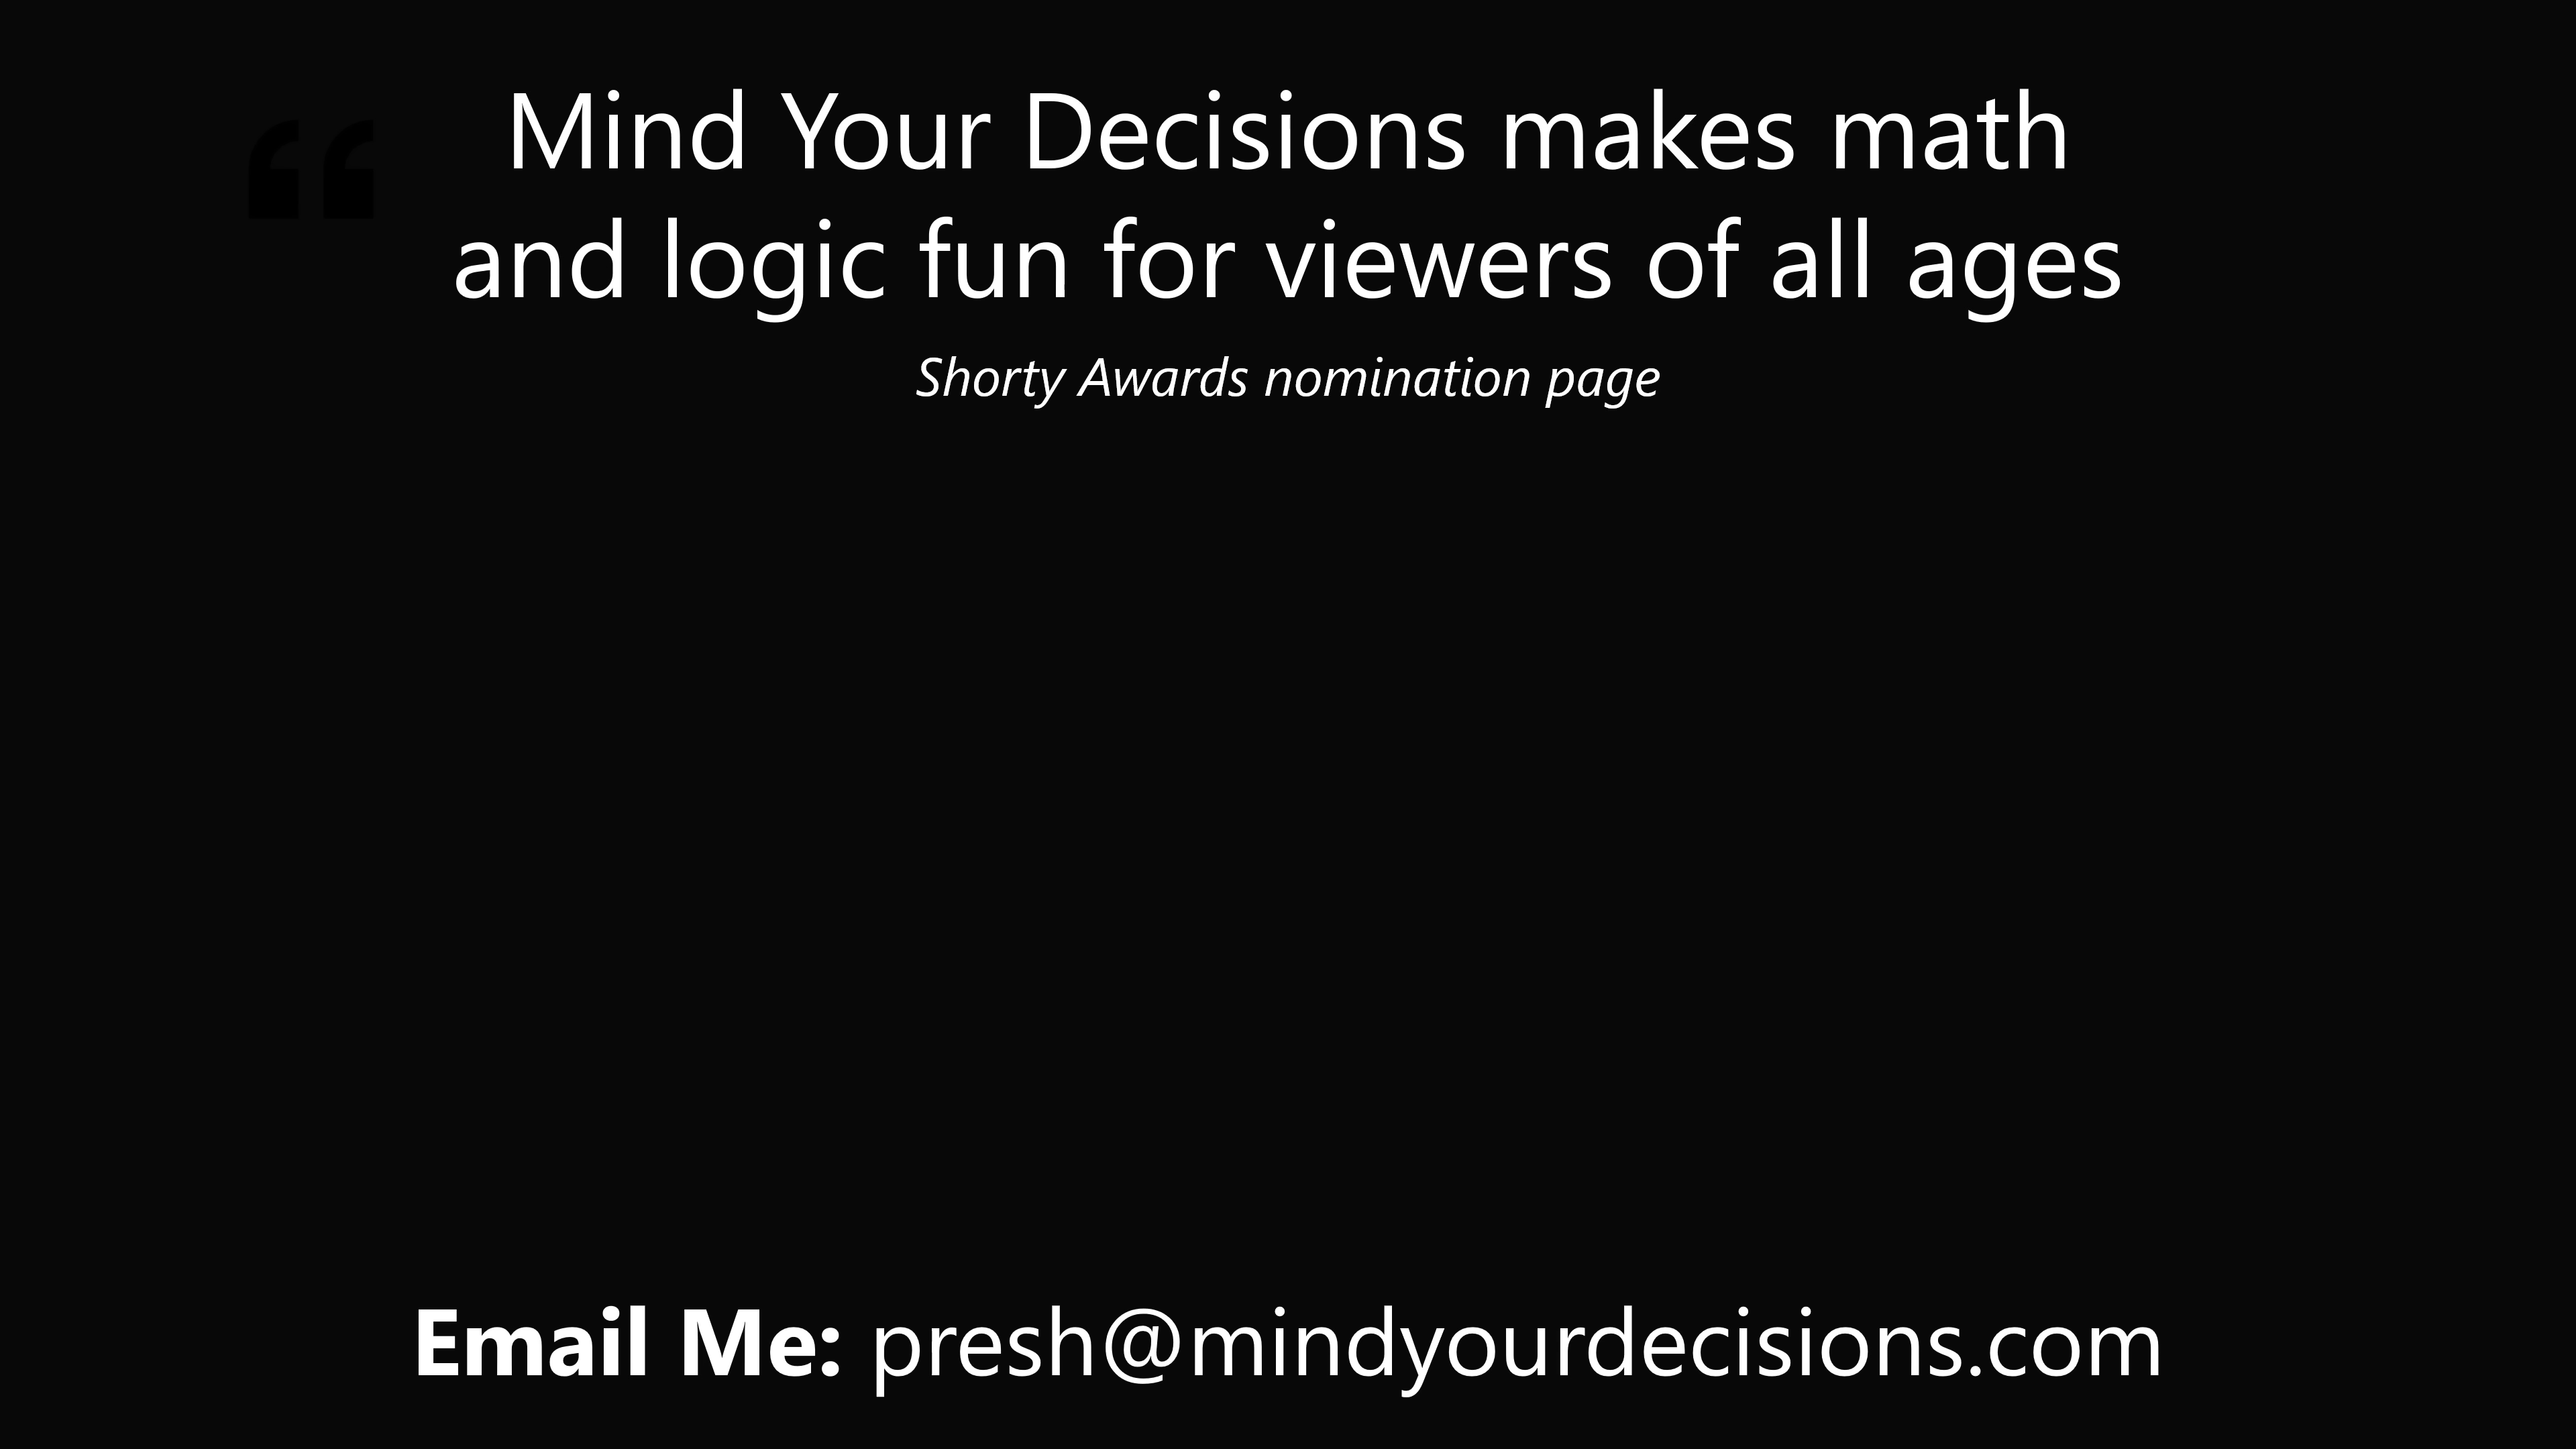 “
Mind Your Decisions makes math
and logic fun for viewers of all ages
Shorty Awards nomination page
Email Me: presh@mindyourdecisions.com